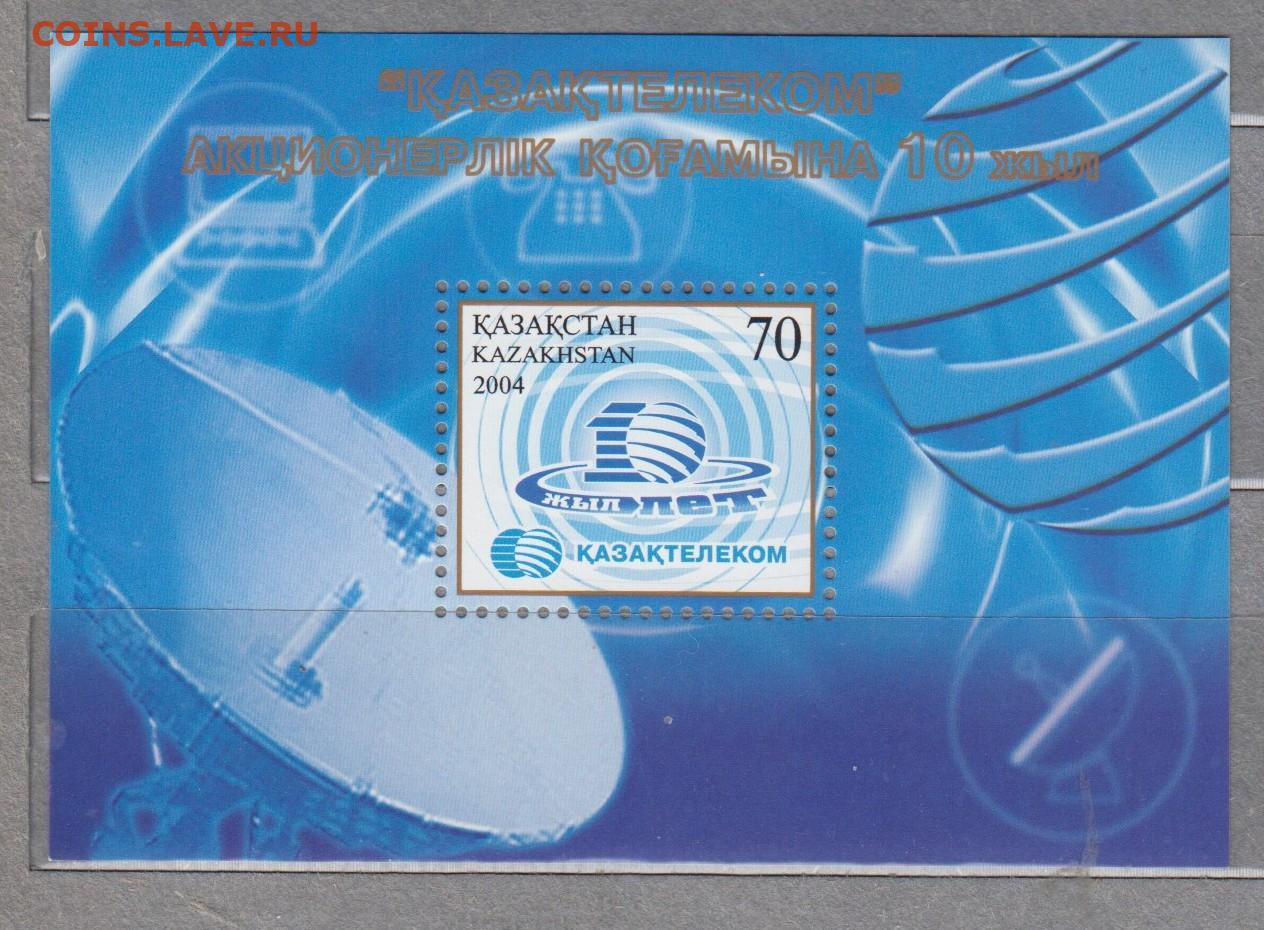 COINS.LAVE.RU
“ҚАЗАҚТЕЛЕКОМ”
АКЦИОНЕРЛІК ҚОҒАМЫНА 10 ЖЫЛ
ҚАЗАҚСТАН
70
KAZAKHSTAN
2004
10
ЖЫЛ ЛЕТ
ҚАЗАҚТЕЛЕКОМ